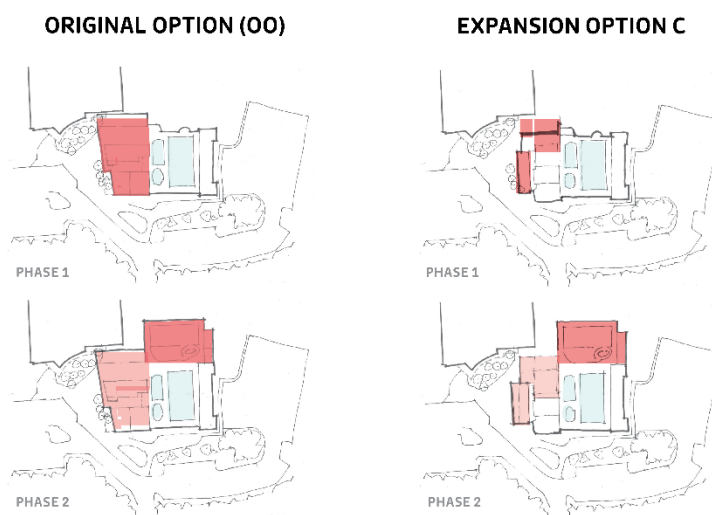 ORIGINAL OPTION (OO)
EXPANSION OPTION C
PHASE 1
PHASE 1
PHASE 2
PHASE 2